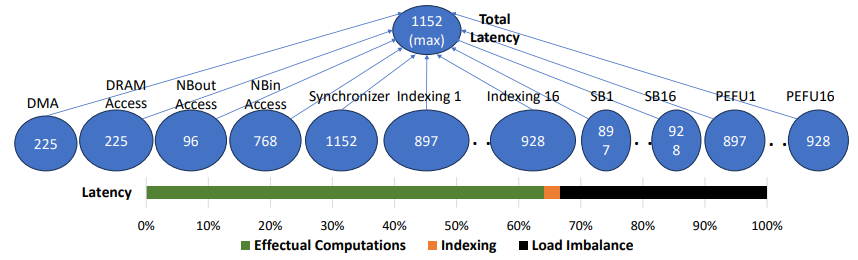 1152
(max)
Total
Latency
DMA
DRAM
Access
NBout
Access
NBin
Access
Synchronizer
Indexing 1
Indexing 16
SB1
SB16
PEFU1
PEFU16
225
225
96
768
1152
897
. .
928
89
7
. .
92
8
897
. .
928
Latency
0% 10% 20% 30% 40% 50% 60% 70% 80% 90% 100%
Effectual Computations Indexing Load Imbalance